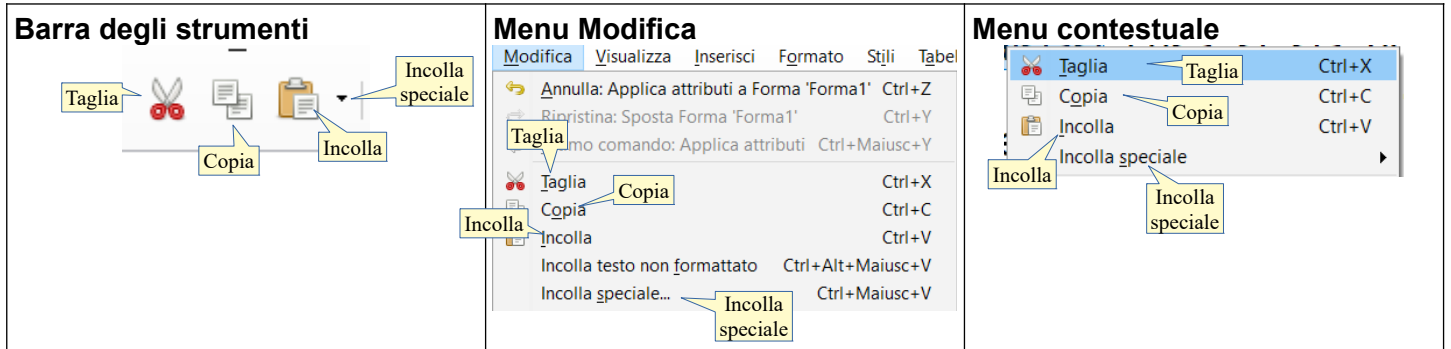 Barra degli strumenti
Taglia
Copia
Incolla
Incolla
speciale
Menu Modifica
Modifica Visualizza Inserisci Formato Stili Tabel
Annulla: Applica attributi a Forma 'Forma1' Ctrl+Z
Ripristina: Sposta Forma 'Forma1' Ctrl+Y
Taglia
comando: Applica attributi Ctrl+Maiusc+Y
Taglia Ctrl+X
Copia
Copia Ctrl+C
Incolla
Incolla Ctrl+V
Incolla testo non formattato Ctrl+Alt+Maiusc+V
Incolla speciale... Ctrl+Maiusc+V
Incolla
speciale
Menu contestuale
Taglia Ctrl+X
Taglia
Copia Ctrl+C
Copia
Incolla Ctrl+V
Incolla speciale
Incolla
Incolla
speciale